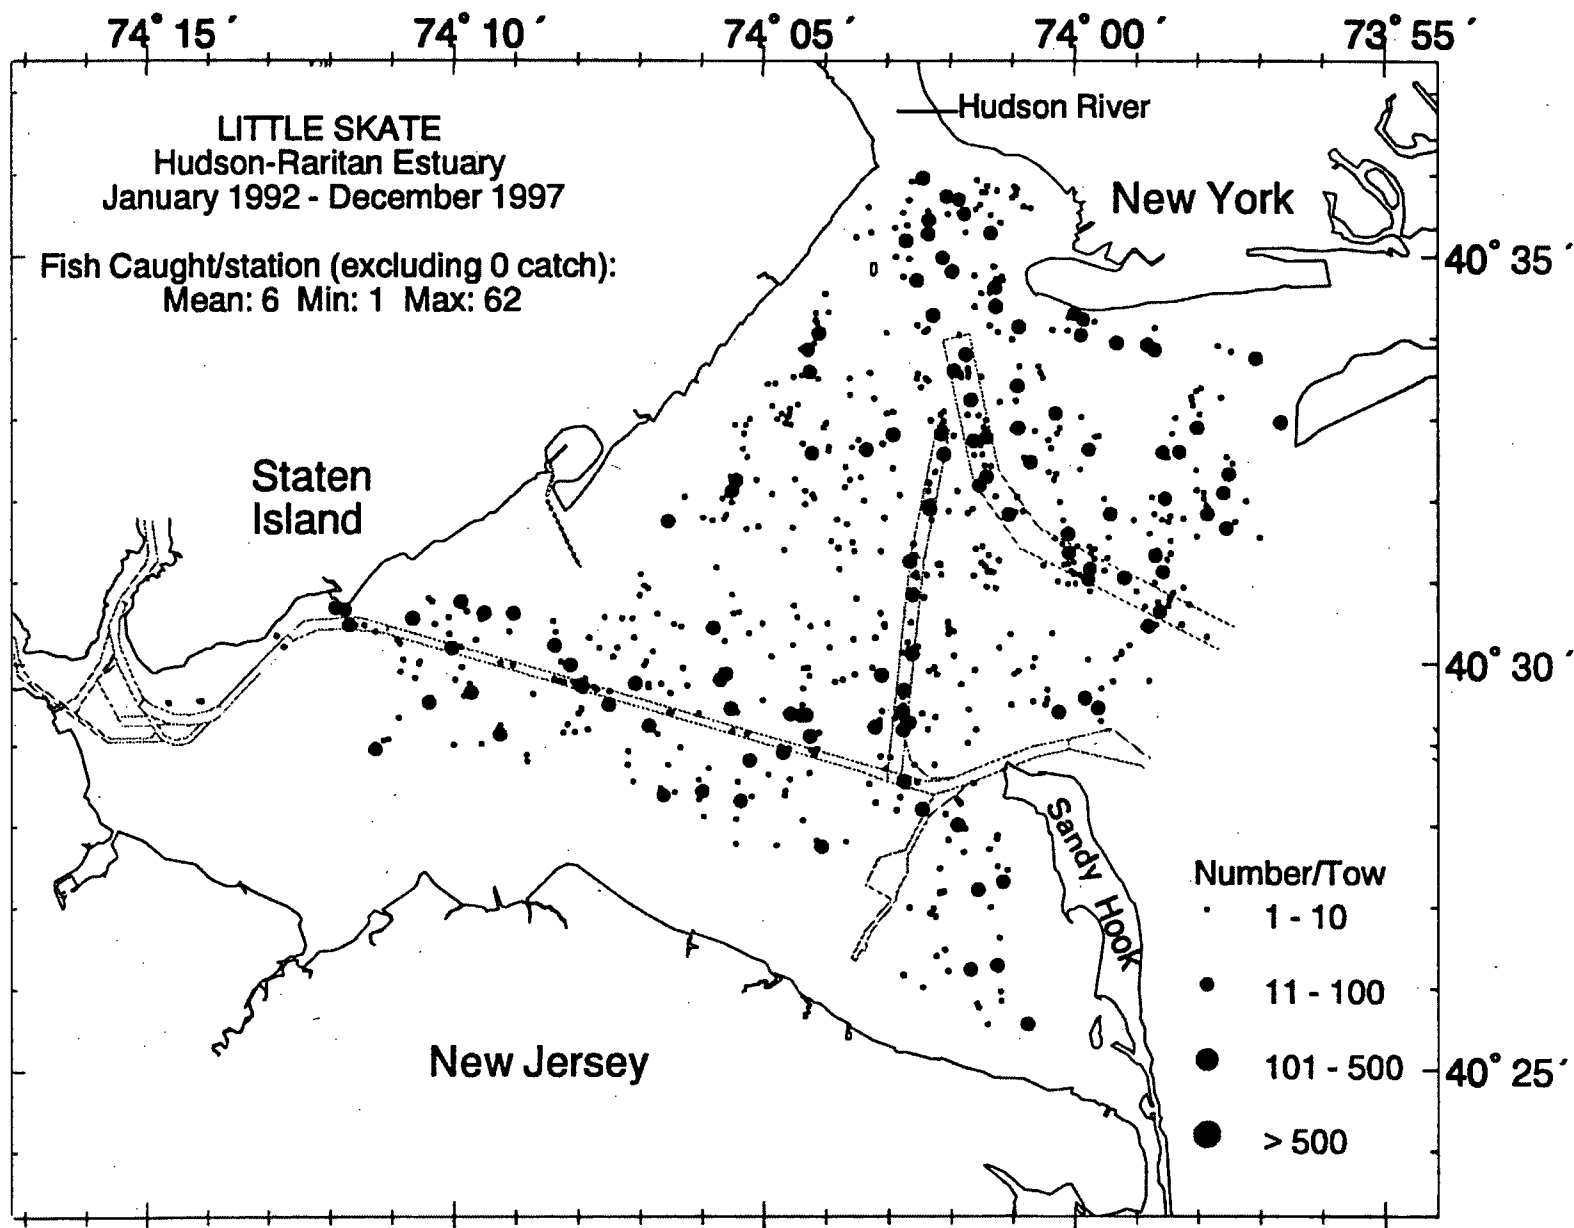 74° 15´ 74° 10´ 74° 05´ 74° 00´ 73° 55´
Hudson River
LITTLE SKATE
Hudson-Raritan Estuary
January 1992 - December 1997
New York
Fish Caught/station (excluding 0 catch):
Mean: 6 Min: 1 Max: 62
40° 35´
Staten
Island
40° 30´
Sandy Hook
Number/Tow
1 - 10
11 - 100
New Jersey
101 - 500
40° 25´
> 500